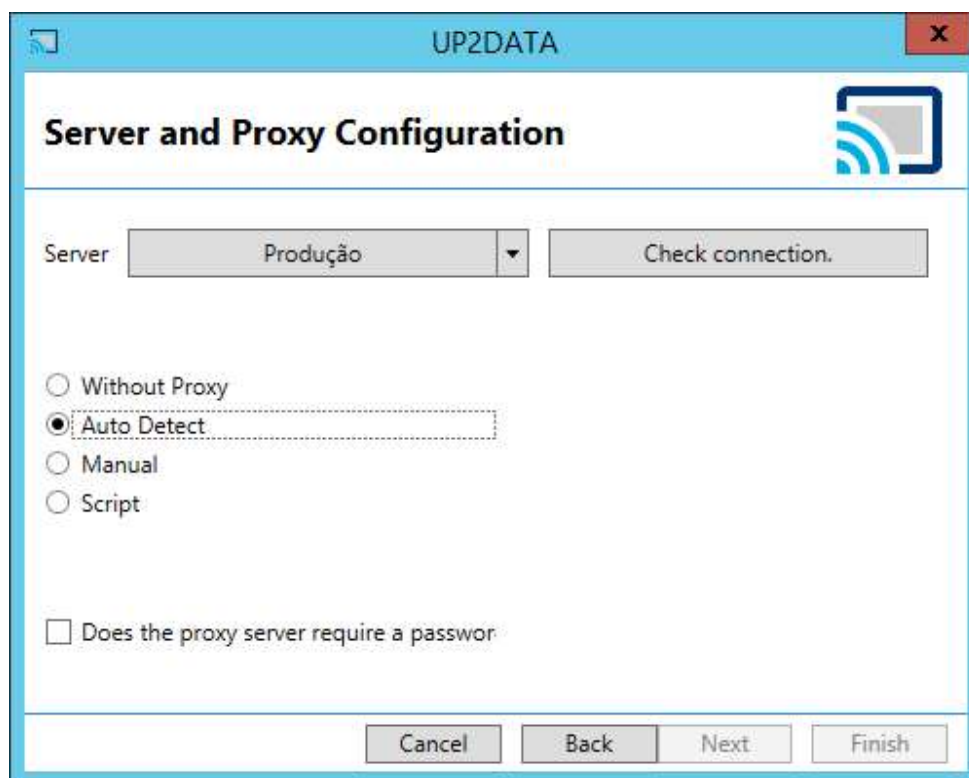 UP2DATA
x
Server and Proxy Configuration
Server Produção Check connection.
Without Proxy
Auto Detect
Manual
Script
Does the proxy server require a passwor
Cancel Back Next Finish